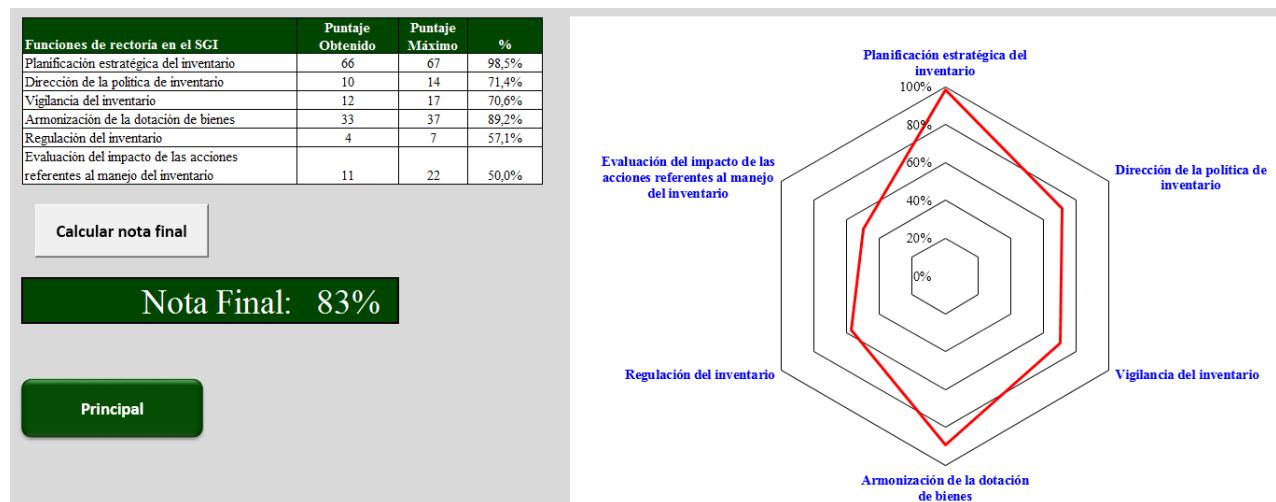 Funciones de rectoría en el SGI Puntaje Obtenido Puntaje Máximo %
Planificación estratégica del inventario 66 67 98,5%
Dirección de la política de inventario 10 14 71,4%
Vigilancia del inventario 12 17 70,6%
Armonización de la dotación de bienes 33 37 89,2%
Regulación del inventario 4 7 57,1%
Evaluación del impacto de las acciones
referentes al manejo del inventario 11 22 50,0%
Calcular nota final
Nota Final: 83%
Principal
Planificación estratégica del
inventario
100%
80%
60%
40%
20%
0%
Dirección de la política de
inventario
Vigilancia del inventario
Armonización de la dotación
de bienes
Regulación del inventario
Evaluación del impacto de las
acciones referentes al manejo
del inventario